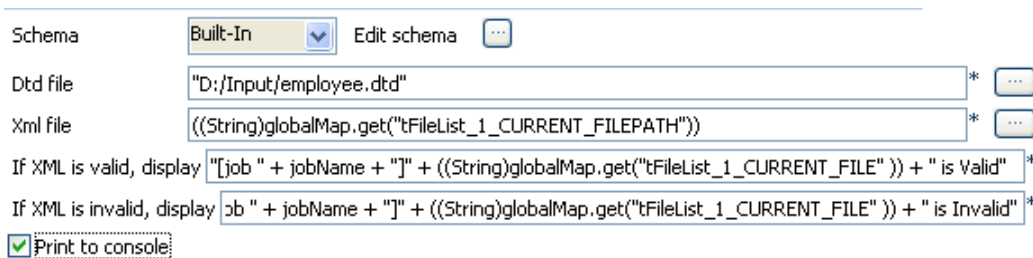 Schema Built-In Edit schema ...
Dtd file "D:/Input/employee.dtd" * ...
Xml file ((String)globalMap.get("tFileList_1_CURRENT_FILEPATH")) * ...
If XML is valid, display "[job " + jobName + "]" + ((String)globalMap.get("tFileList_1_CURRENT_FILE" )) + " is Valid" *
If XML is invalid, display ob " + jobName + "]" + ((String)globalMap.get("tFileList_1_CURRENT_FILE" )) + " is Invalid" *
Print to console